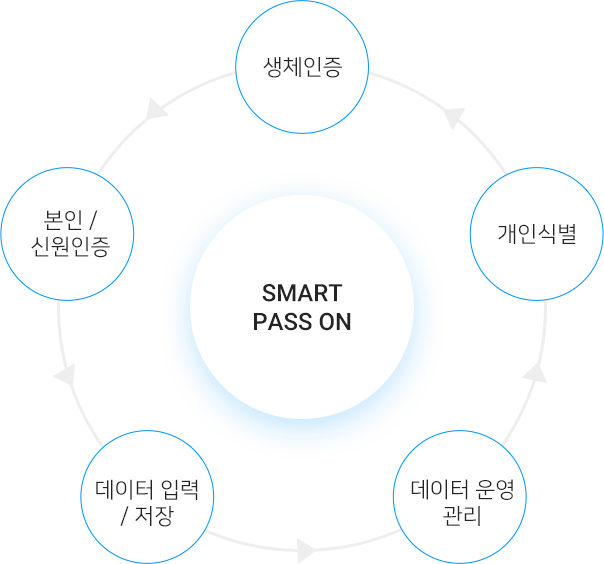 생체인증
본인 /
신원인증
개인식별
SMART
PASS ON
데이터 입력
/ 저장
데이터 운영
관리